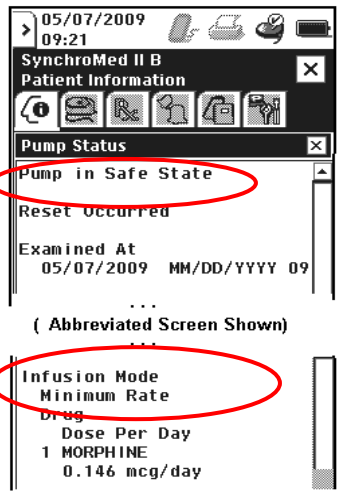 05/07/2009
09:21
SynchroMed II B
Patient Information
Pump Status
Pump in Safe State
Reset Occurred
Examined At
05/07/2009 MM/DD/YYYY 09
...
( Abbreviated Screen Shown)
...
Infusion Mode
Minimum Rate
Drug
Dose Per Day
1 MORPHINE
0.146 mcg/day